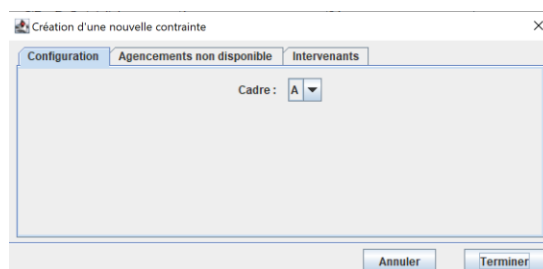 Création d'une nouvelle contrainte
Configuration Agencements non disponible Intervenants
Cadre : A
Annuler Terminer